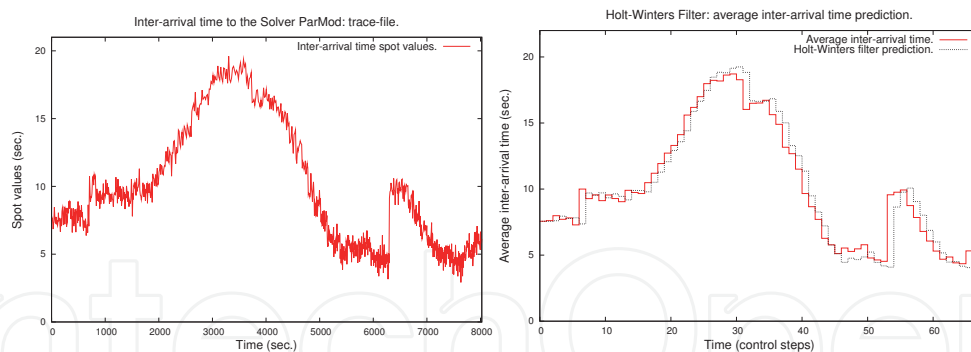 Inter-arrival time to the Solver ParMod: trace-file.
Inter-arrival time spot values.
Spot values (sec.)
20
15
10
5
0
0 1000 2000 3000 4000 5000 6000 7000 8000
Time (sec.)
Holt-Winters Filter: average inter-arrival time prediction.
Average inter-arrival time.
Holt-Winters filter prediction.
Average inter-arrival time (sec.)
20
15
10
5
0
0 10 20 30 40 50 60
Time (control steps)